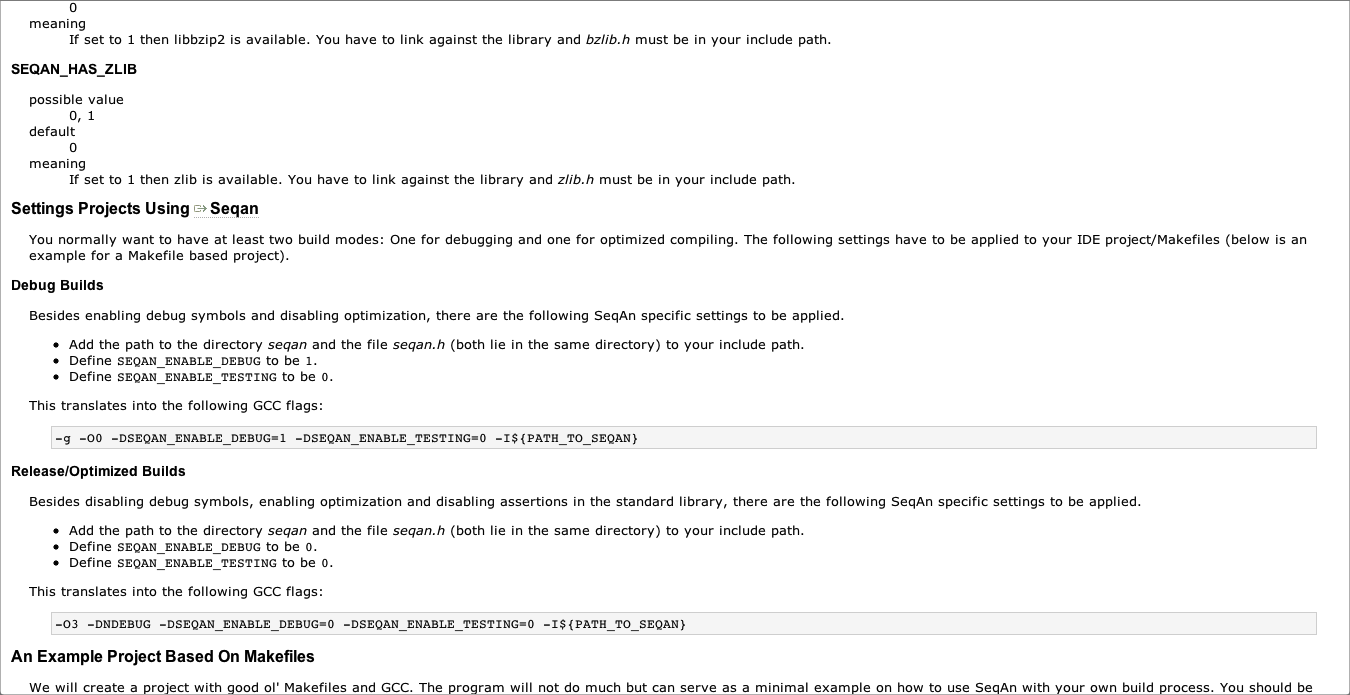 0
meaning
If set to 1 then libbzip2 is available. You have to link against the library and bzlib.h must be in your include path.
SEQAN_HAS_ZLIB
possible value
0, 1
default
0
meaning
If set to 1 then zlib is available. You have to link against the library and zlib.h must be in your include path.
Settings Projects Using Seqan
You normally want to have at least two build modes: One for debugging and one for optimized compiling. The following settings have to be applied to your IDE project/Makefiles (below is an
example for a Makefile based project).
Debug Builds
Besides enabling debug symbols and disabling optimization, there are the following SeqAn specific settings to be applied.
• Add the path to the directory seqan and the file seqan.h (both lie in the same directory) to your include path.
• Define SEQAN_ENABLE_DEBUG to be 1.
• Define SEQAN_ENABLE_TESTING to be 0.
This translates into the following GCC flags:
-g -O0 -DSEQAN_ENABLE_DEBUG=1 -DSEQAN_ENABLE_TESTING=0 -I${PATH_TO_SEQAN}
Release/Optimized Builds
Besides disabling debug symbols, enabling optimization and disabling assertions in the standard library, there are the following SeqAn specific settings to be applied.
• Add the path to the directory seqan and the file seqan.h (both lie in the same directory) to your include path.
• Define SEQAN_ENABLE_DEBUG to be 0.
• Define SEQAN_ENABLE_TESTING to be 0.
This translates into the following GCC flags:
-O3 -DNDEBUG -DSEQAN_ENABLE_DEBUG=0 -DSEQAN_ENABLE_TESTING=0 -I${PATH_TO_SEQAN}
An Example Project Based On Makefiles
We will create a project with good ol' Makefiles and GCC. The program will not do much but can serve as a minimal example on how to use SeqAn with your own build process. You should be